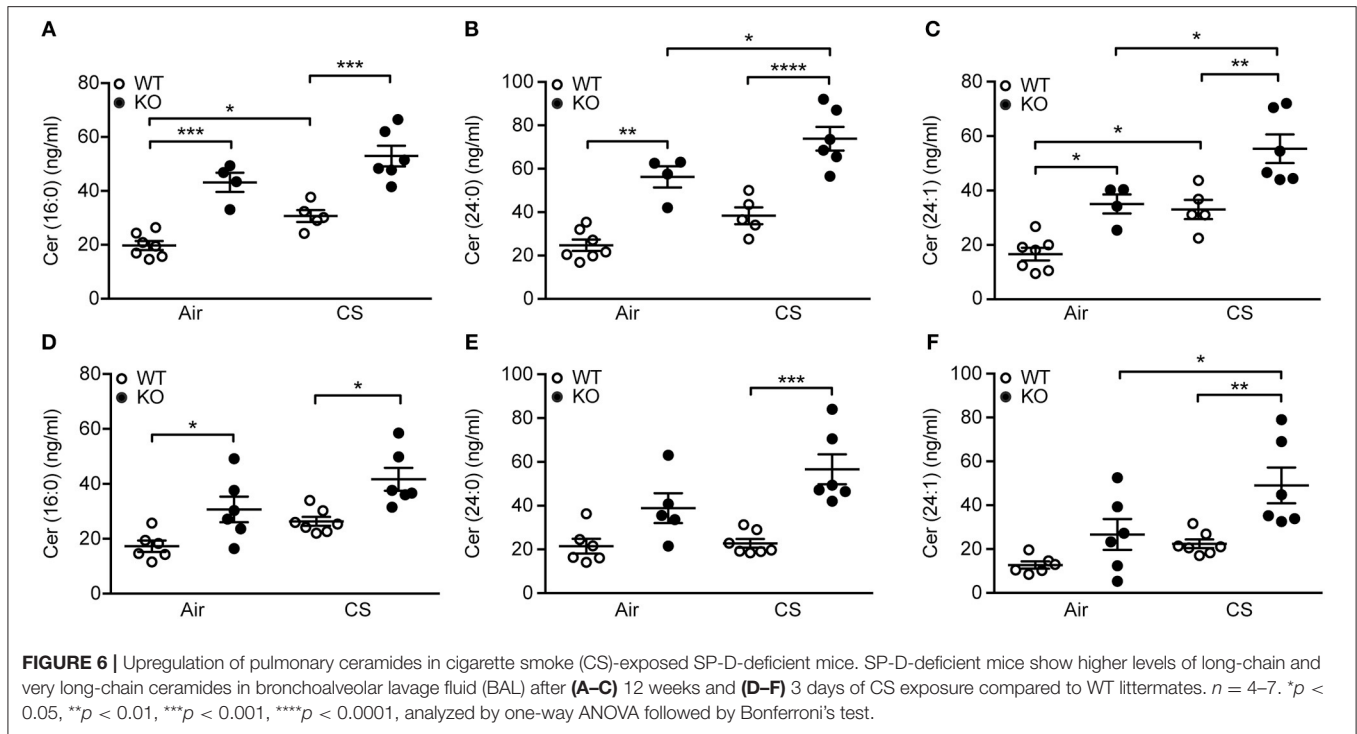 A
Cer (16:0) (ng/ml)
80
60
40
20
0
WT
KO
***
*
***
Air
CS
B
Cer (24:0) (ng/ml)
100
80
60
40
20
0
WT
KO
*
****
**
Air
CS
C
Cer (24:1) (ng/ml)
100
80
60
40
20
0
WT
KO
*
**
*
*
Air
CS
D
Cer (16:0) (ng/ml)
80
60
40
20
0
WT
KO
*
*
Air
CS
E
Cer (24:0) (ng/ml)
100
80
60
40
20
0
WT
KO
***
Air
CS
F
Cer (24:1) (ng/ml)
100
80
60
40
20
0
WT
KO
*
**
Air
CS
FIGURE 6 | Upregulation of pulmonary ceramides in cigarette smoke (CS)-exposed SP-D-deficient mice. SP-D-deficient mice show higher levels of long-chain and
very long-chain ceramides in bronchoalveolar lavage fluid (BAL) after (A–C) 12 weeks and (D–F) 3 days of CS exposure compared to WT littermates. n = 4–7. *p <
0.05, **p < 0.01, ***p < 0.001, ****p < 0.0001, analyzed by one-way ANOVA followed by Bonferroni's test.